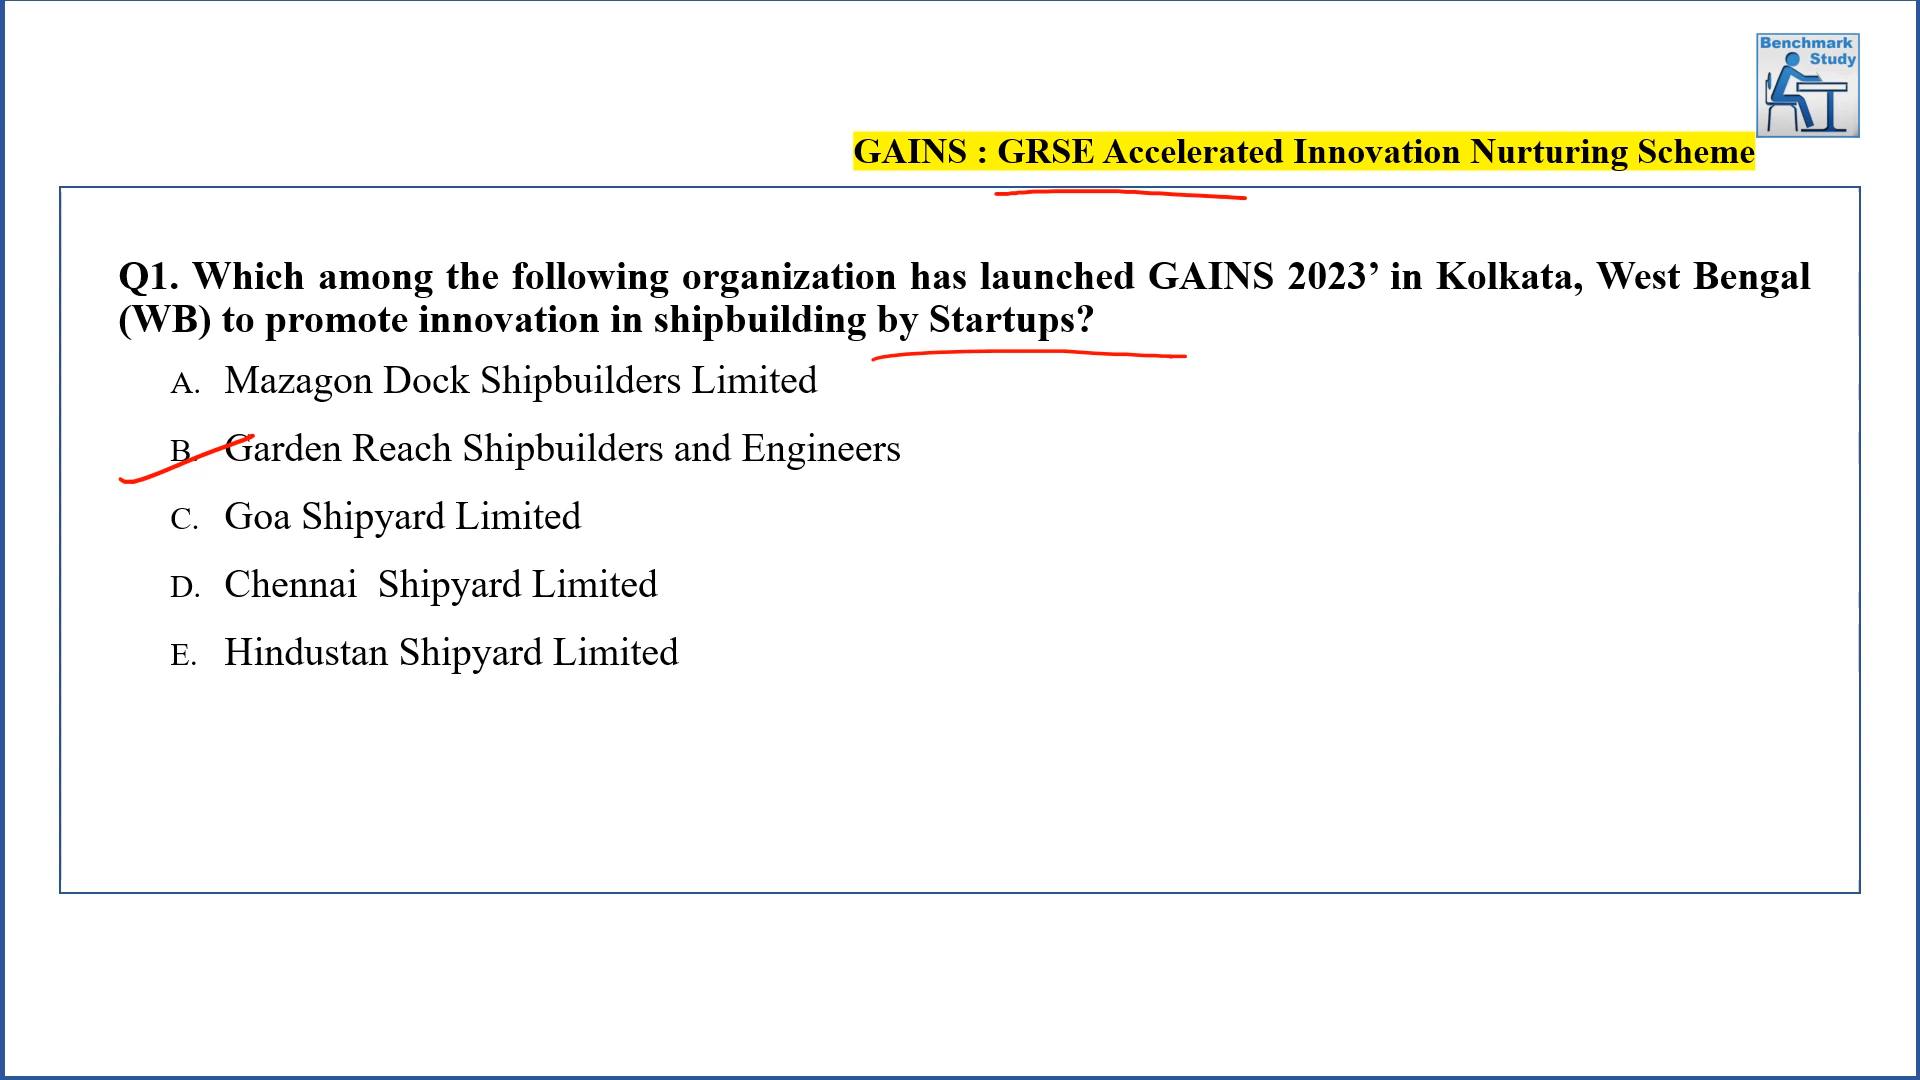 Benchmark
Study
GAINS : GRSE Accelerated Innovation Nurturing Scheme
Q1. Which among the following organization has launched GAINS 2023’ in Kolkata, West Bengal
(WB) to promote innovation in shipbuilding by Startups?
A. Mazagon Dock Shipbuilders Limited
B. Garden Reach Shipbuilders and Engineers
C. Goa Shipyard Limited
D. Chennai  Shipyard Limited
E. Hindustan Shipyard Limited